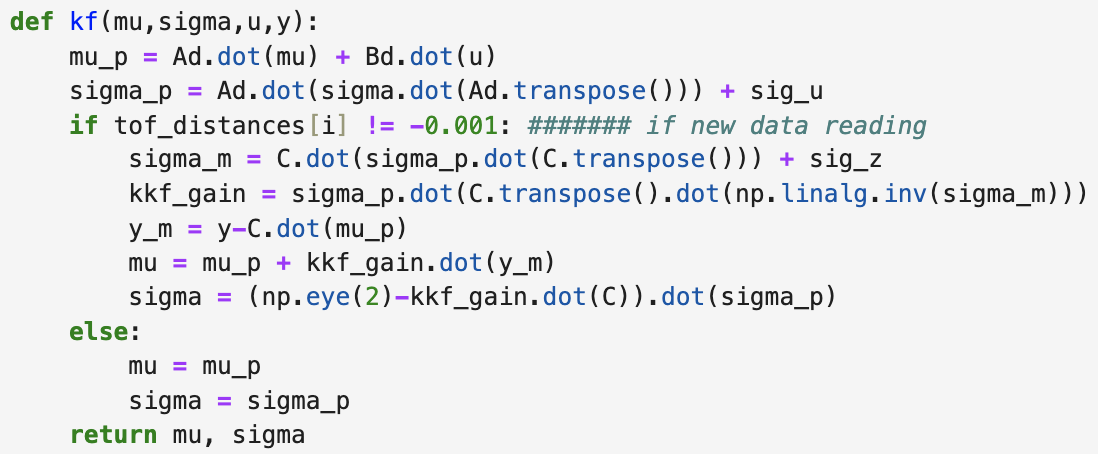 def kf(mu,sigma,u,y):
    mu_p = Ad.dot(mu) + Bd.dot(u)
    sigma_p = Ad.dot(sigma.dot(Ad.transpose())) + sig_u
    if tof_distances[i] != -0.001: ####### if new data reading
        sigma_m = C.dot(sigma_p.dot(C.transpose())) + sig_z
        kkf_gain = sigma_p.dot(C.transpose().dot(np.linalg.inv(sigma_m)))
        y_m = y-C.dot(mu_p)
        mu = mu_p + kkf_gain.dot(y_m)
        sigma = (np.eye(2)-kkf_gain.dot(C)).dot(sigma_p)
    else:
        mu = mu_p
        sigma = sigma_p
    return mu, sigma